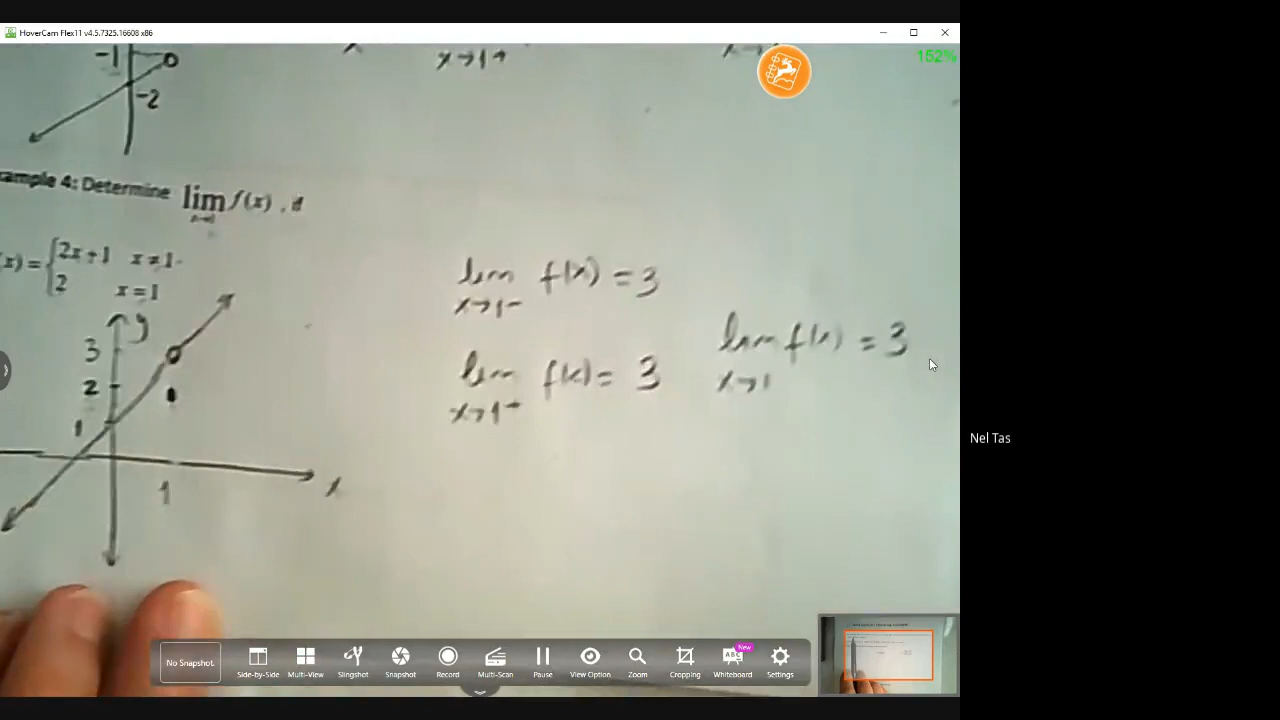 HoverCam Flex11 v4.5.7325.16608 x86
152%
-1
-2
x→1+
ample 4: Determine lim f(x) , if
(x) = { 2x+1 x≠1
2 x=1
lim f(x) = 3
x→1-
lim f(x) = 3
x→1+
lim f(x) = 3
x→1
y
3
2
1
1
x
Nel Tas
No Snapshot.
Side-by-Side
Multi-View
Slingshot
Snapshot
Record
Multi-Scan
Pause
View Option
Zoom
Cropping
New
ABC
Whiteboard
Settings